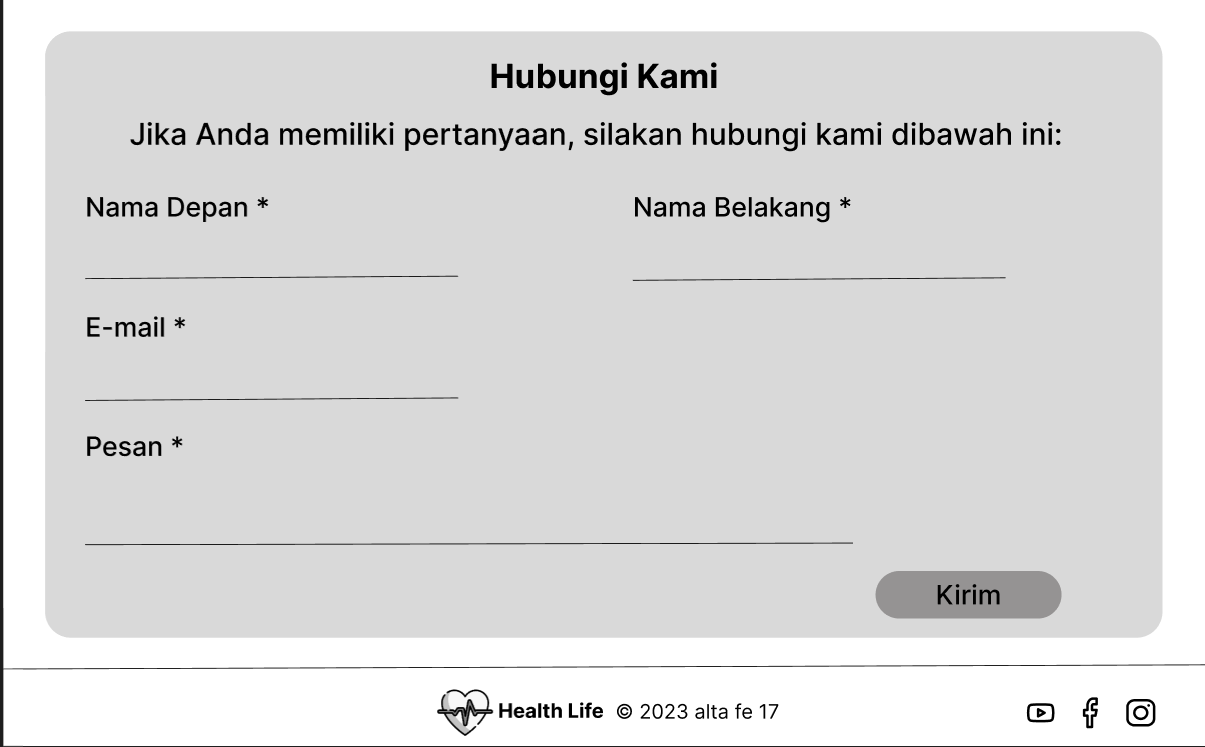 Hubungi Kami
Jika Anda memiliki pertanyaan, silakan hubungi kami dibawah ini:
Nama Depan *
Nama Belakang *
E-mail *
Pesan *
Kirim
Health Life © 2023 alta fe 17